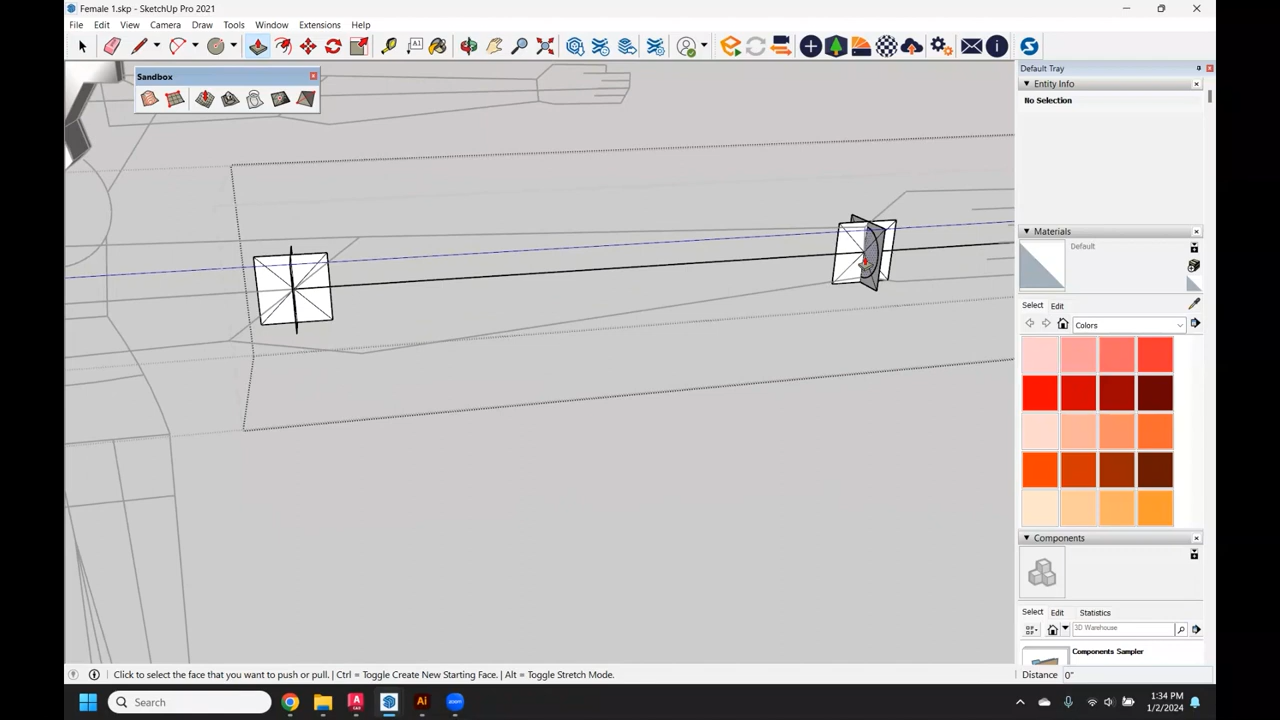 Female 1.skp - SketchUp Pro 2021
File Edit View Camera Draw Tools Window Extensions Help
Sandbox
Default Tray
Entity Info
No Selection
Materials
Default
Select Edit
Colors
Components
Select Edit Statistics
3D Warehouse
Components Sampler
Click to select the face that you want to push or pull. | Ctrl = Toggle Create New Starting Face. | Alt = Toggle Stretch Mode.
Distance 0"
Search
1:34 PM
1/2/2024